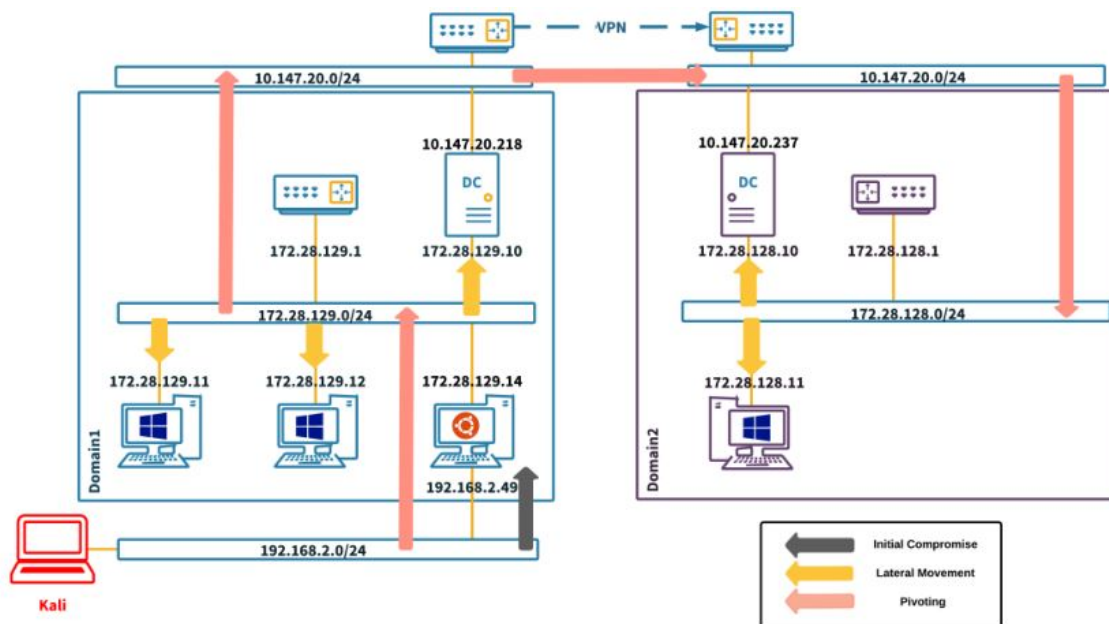 VPN
10.147.20.0/24
10.147.20.0/24
10.147.20.218
10.147.20.237
DC
DC
172.28.129.1
172.28.129.10
172.28.128.10
172.28.128.1
172.28.129.0/24
172.28.128.0/24
172.28.129.11
172.28.129.12
172.28.129.14
172.28.128.11
Domain1
Domain2
192.168.2.49
192.168.2.0/24
Kali
Initial Compromise
Lateral Movement
Pivoting